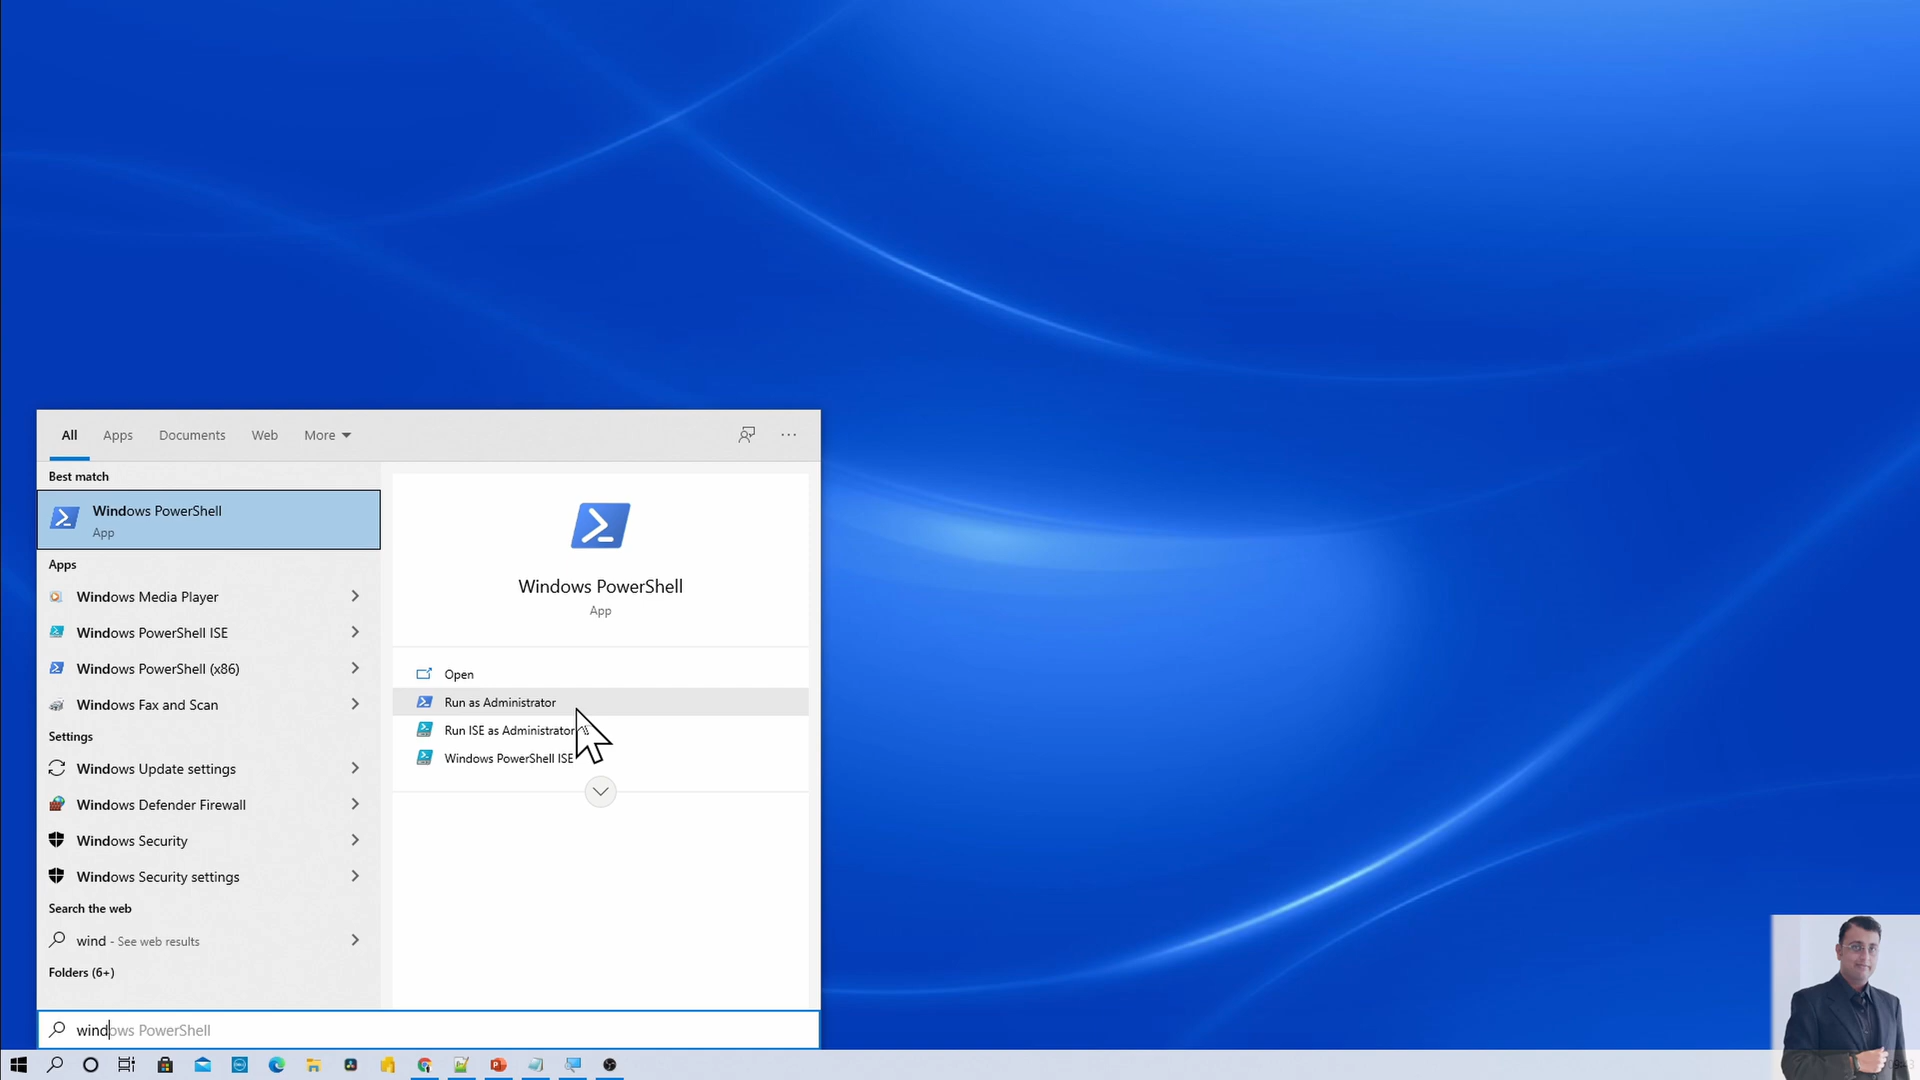 All Apps Documents Web More
Best match
Windows PowerShell
App
Apps
Windows Media Player
Windows PowerShell ISE
Windows PowerShell (x86)
Windows Fax and Scan
Settings
Windows Update settings
Windows Defender Firewall
Windows Security
Windows Security settings
Search the web
wind - See web results
Folders (6+)
Windows PowerShell
App
Open
Run as Administrator
Run ISE as Administrator
Windows PowerShell ISE
windows PowerShell